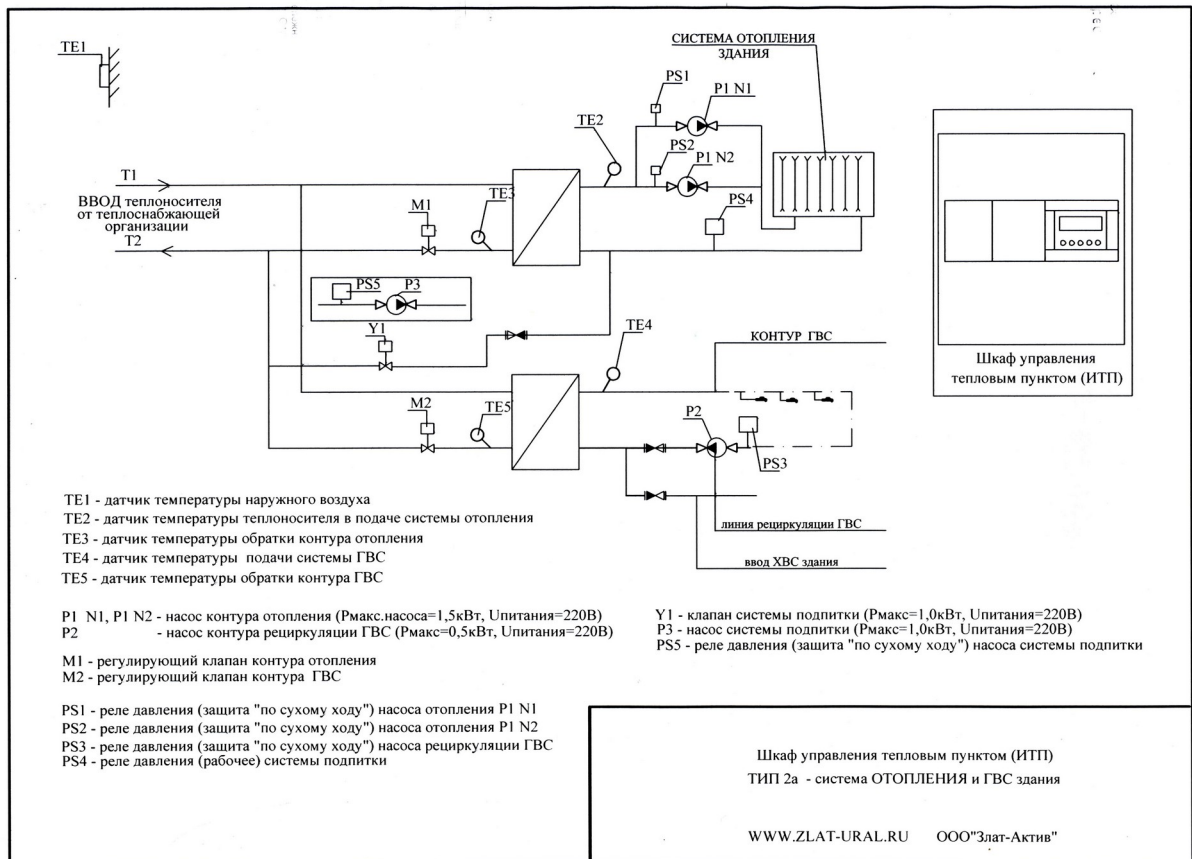 TE1
СИСТЕМА ОТОПЛЕНИЯ
ЗДАНИЯ
PS1
P1 N1
TE2
PS2
P1 N2
T1
ВВОД теплоносителя
от теплоснабжающей
организации
T2
M1
TE3
PS4
PS5
P3
Y1
TE4
КОНТУР ГВС
Шкаф управления
тепловым пунктом (ИТП)
M2
TE5
P2
PS3
линия рециркуляции ГВС
ввод ХВС здания
TE1 - датчик температуры наружного воздуха
TE2 - датчик температуры теплоносителя в подаче системы отопления
TE3 - датчик температуры обратки контура отопления
TE4 - датчик температуры подачи системы ГВС
TE5 - датчик температуры обратки контура ГВС
P1 N1, P1 N2 - насос контура отопления (Pмакс.насоса=1,5кВт, Uпитания=220В)
P2 - насос контура рециркуляции ГВС (Pмакс=0,5кВт, Uпитания=220В)
M1 - регулирующий клапан контура отопления
M2 - регулирующий клапан контура ГВС
PS1 - реле давления (защита "по сухому ходу") насоса отопления P1 N1
PS2 - реле давления (защита "по сухому ходу") насоса отопления P1 N2
PS3 - реле давления (защита "по сухому ходу") насоса рециркуляции ГВС
PS4 - реле давления (рабочее) системы подпитки
Y1 - клапан системы подпитки (Pмакс=1,0кВт, Uпитания=220В)
P3 - насос системы подпитки (Pмакс=1,0кВт, Uпитания=220В)
PS5 - реле давления (защита "по сухому ходу") насоса системы подпитки
Шкаф управления тепловым пунктом (ИТП)
ТИП 2а - система ОТОПЛЕНИЯ и ГВС здания
WWW.ZLAT-URAL.RU ООО"Злат-Актив"